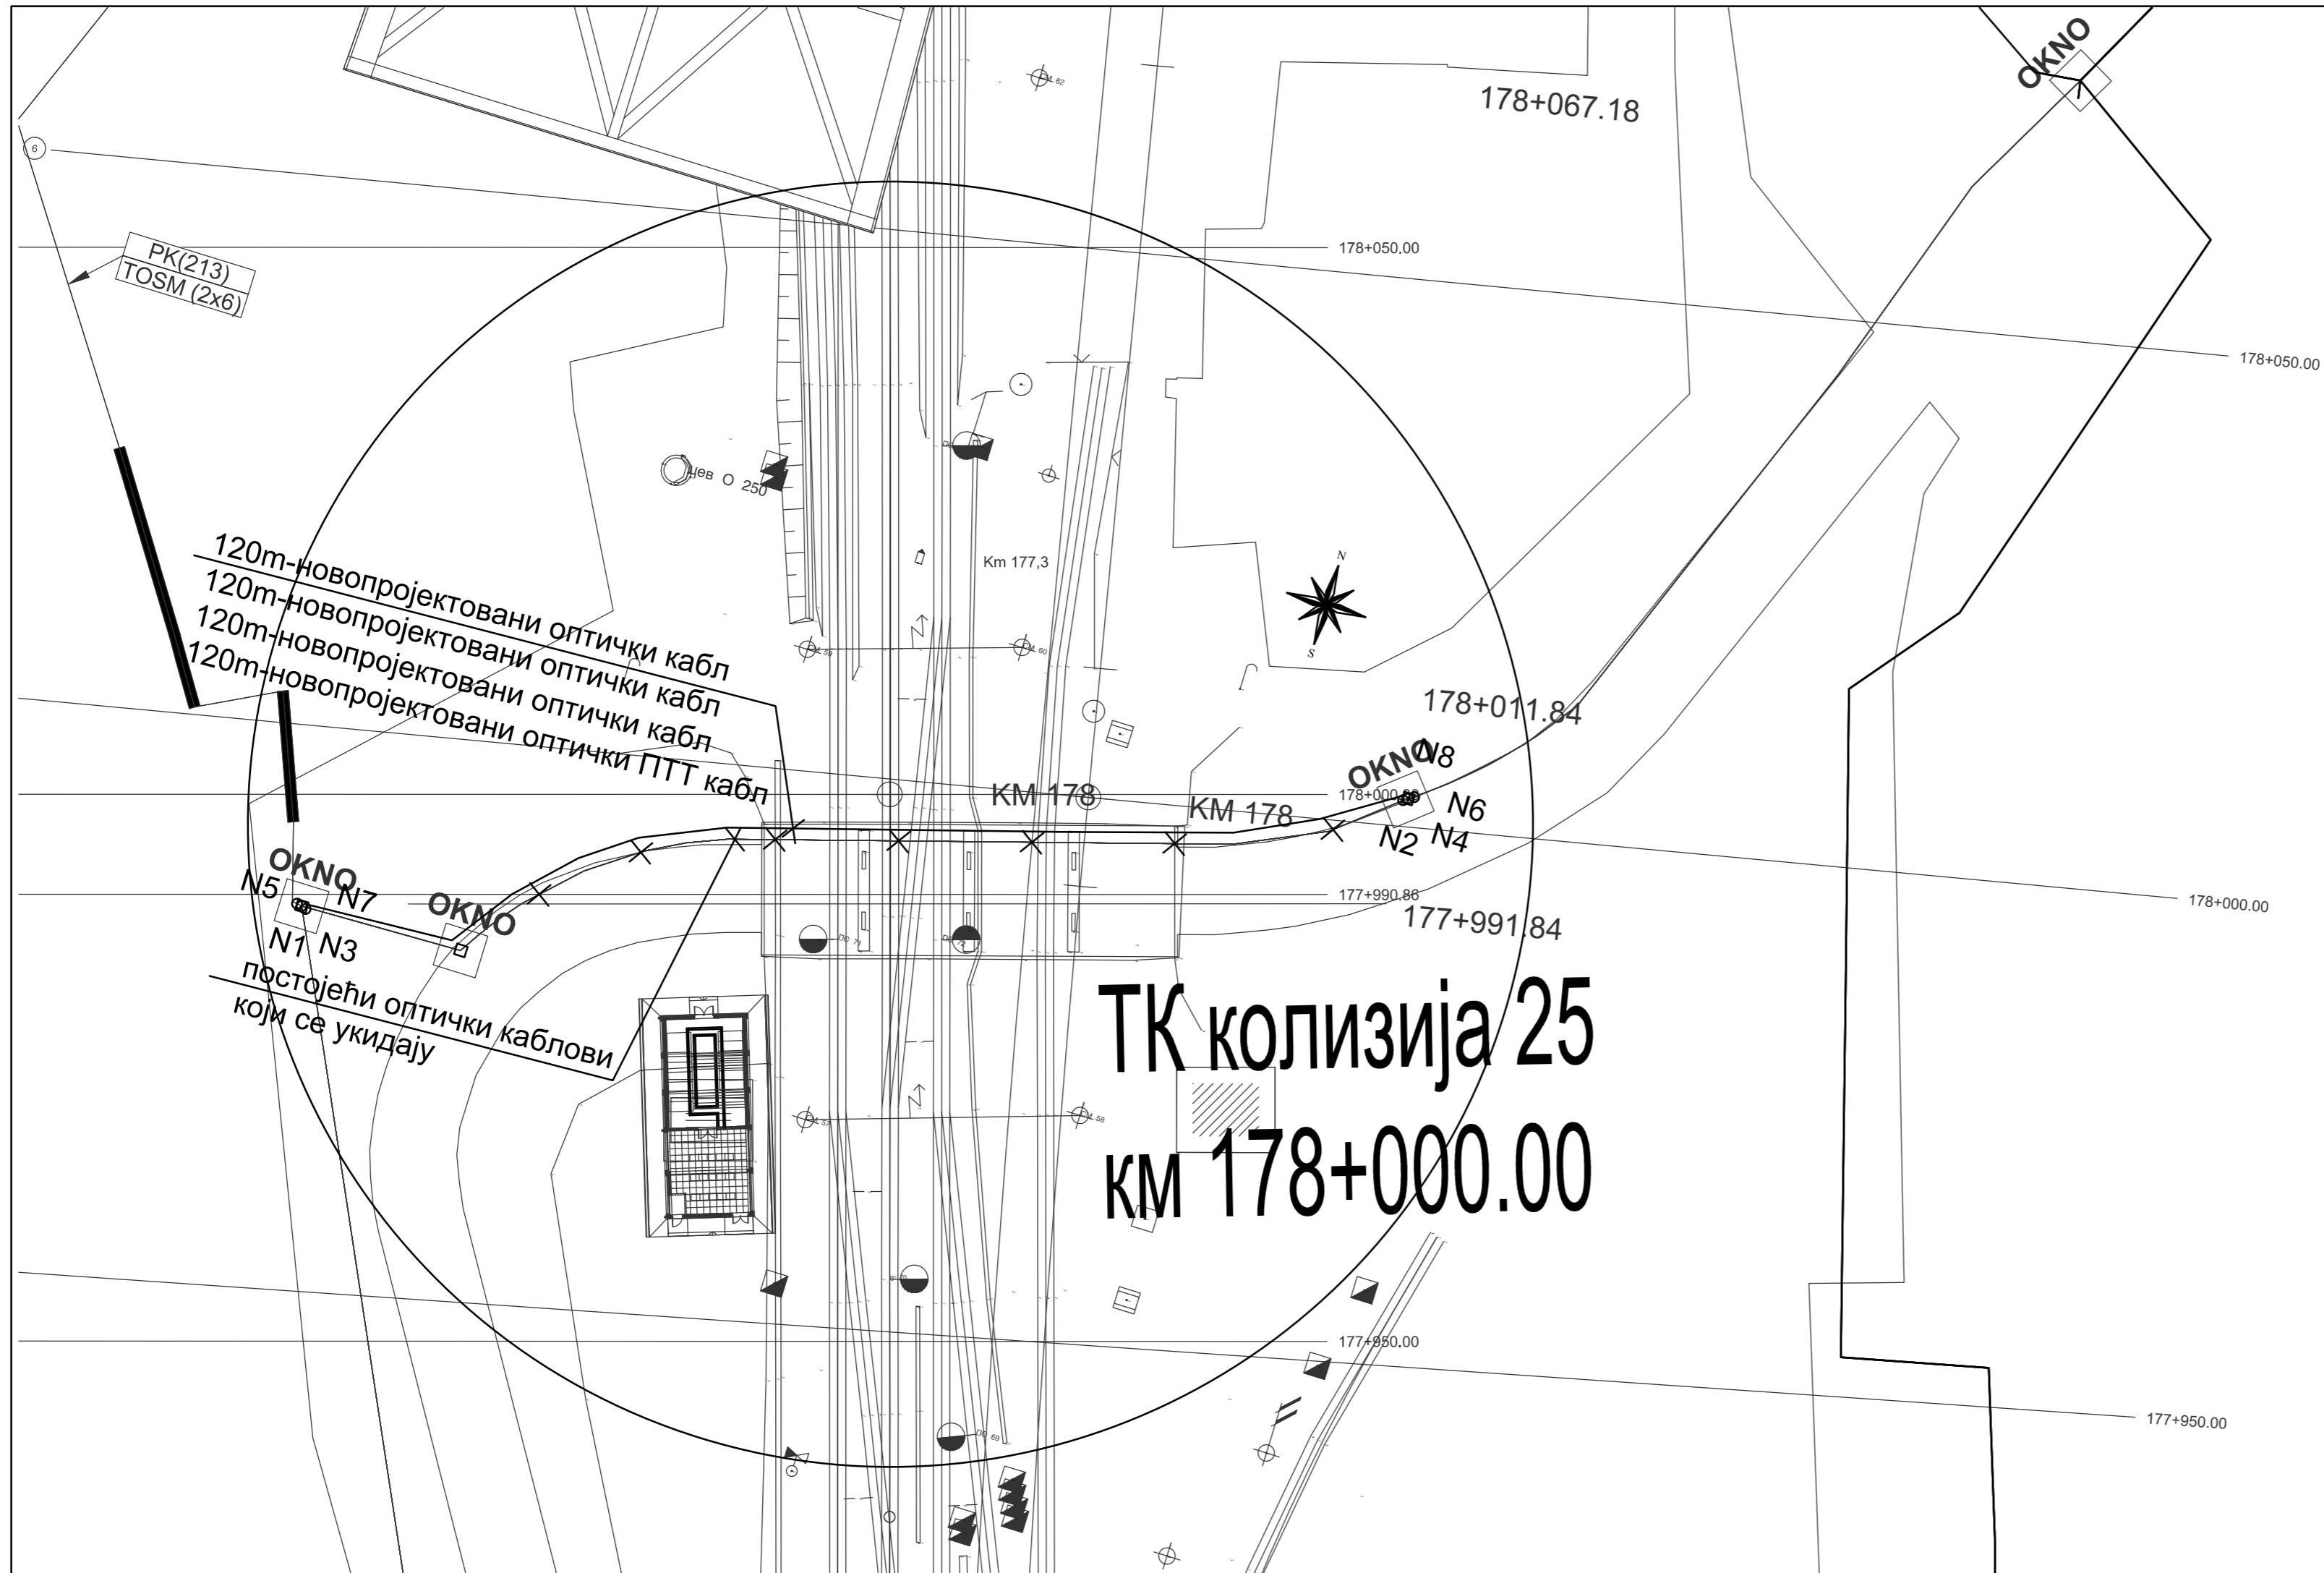 OKNO
178+067.18
6
PK(213)
TOSM (2x6)
178+050.00
178+050.00
цев О 250
Km 177,3
N
S
120m-новопројектовани оптички кабл
120m-новопројектовани оптички кабл
120m-новопројектовани оптички кабл
120m-новопројектовани оптички ПТТ кабл
178+011.84
OKNO
N8
KM 178
KM 178
178+000.00
N6
N2
N4
OKNO
N5
N7
OKNO
N1
N3
177+990.86
178+000.00
177+991.84
постојећи оптички каблови
који се укидају
ТК колизија 25
км 178+000.00
177+950.00
177+950.00